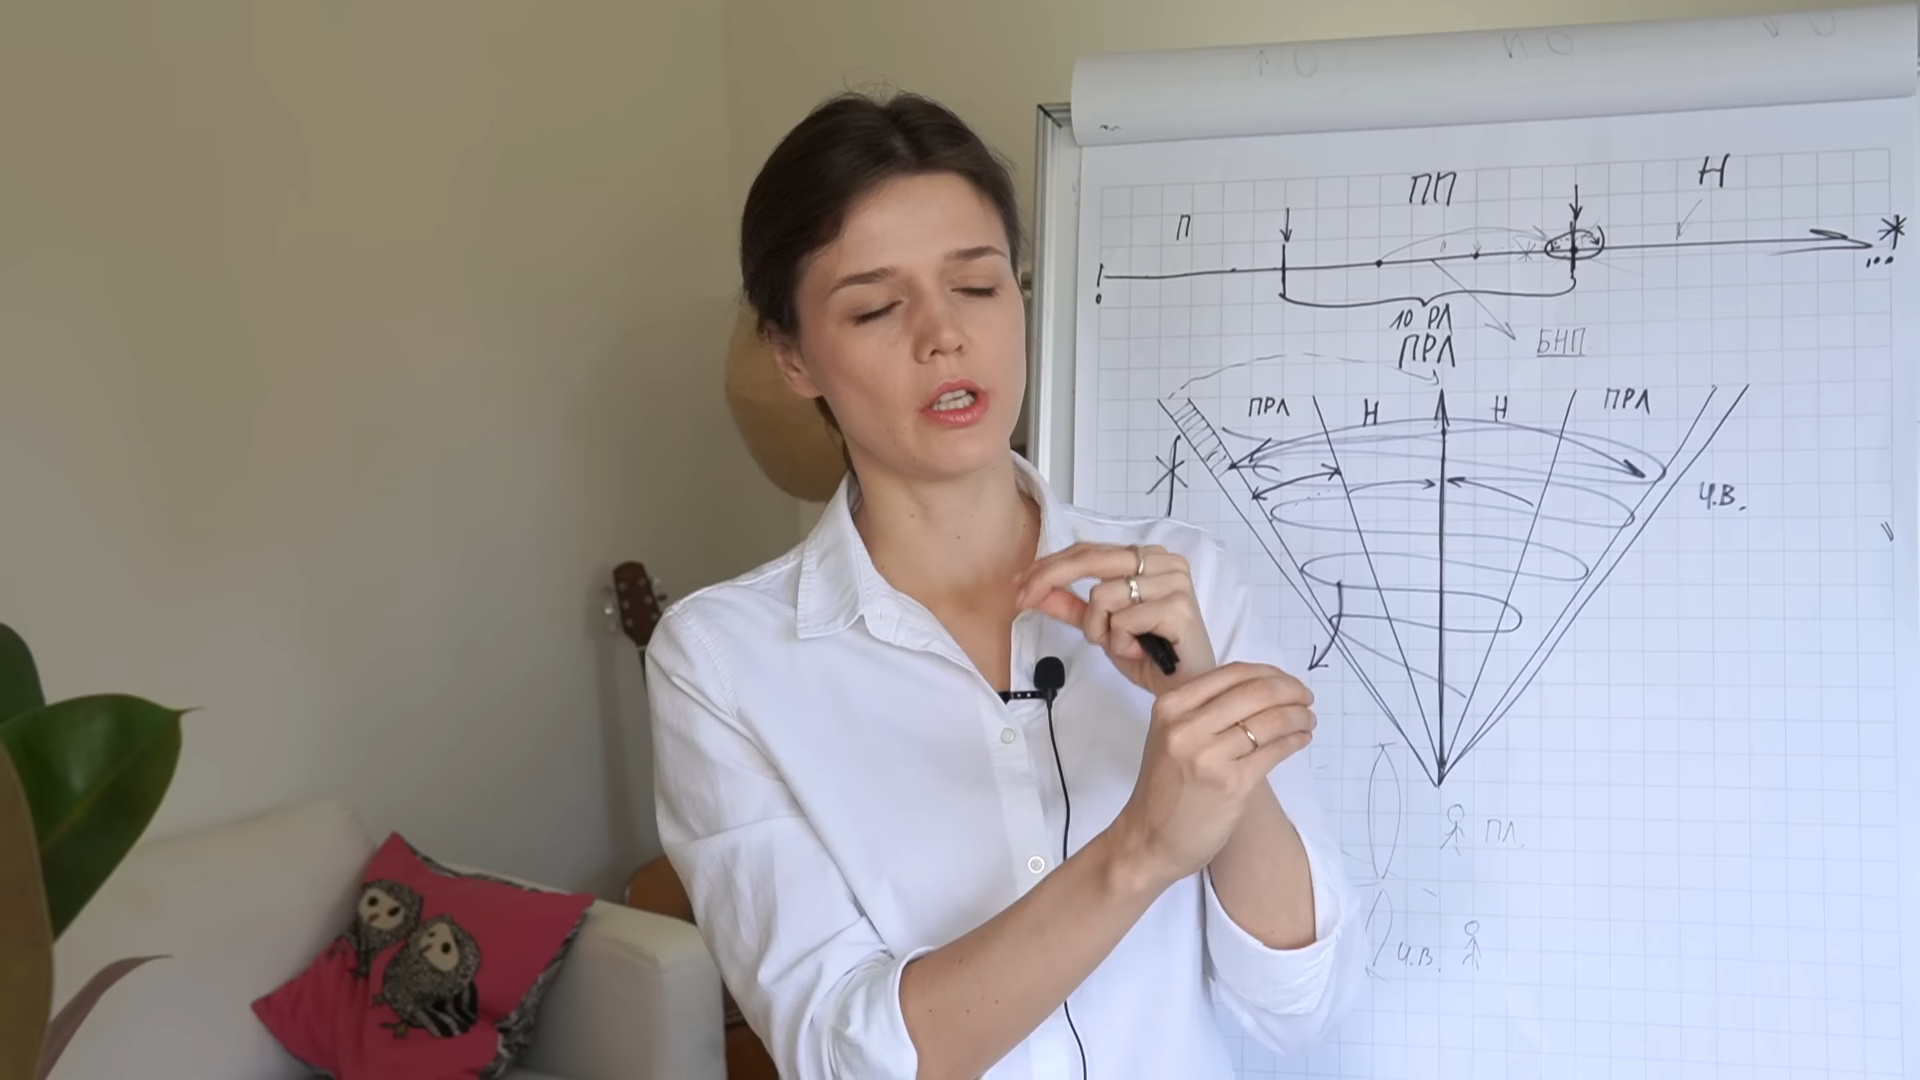 П ПП Н
10 РЛ
ПРЛ
БНП
ПРЛ Н Н ПРЛ
Ч.В.
ПЛ.
Ч.В.